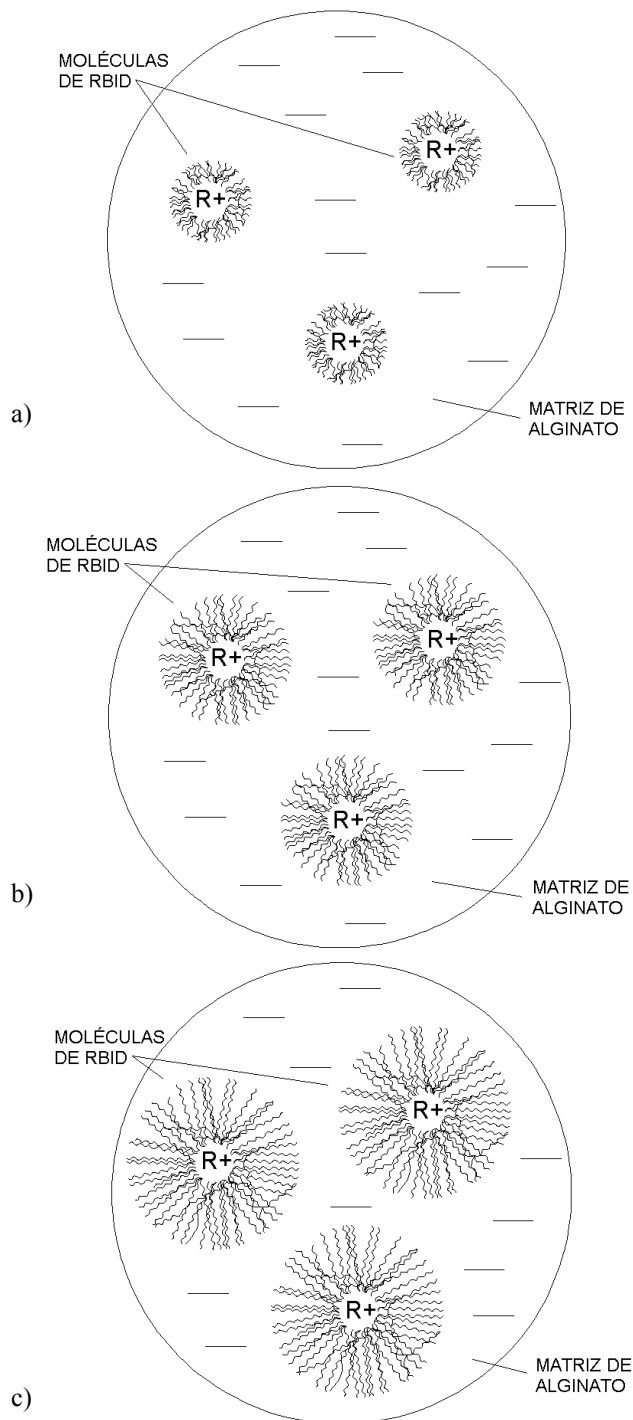 MOLÉCULAS
DE RBID
R+
R+
R+
MATRIZ DE
ALGINATO
a)
MOLÉCULAS
DE RBID
R+
R+
R+
MATRIZ DE
ALGINATO
b)
MOLÉCULAS
DE RBID
R+
R+
R+
MATRIZ DE
ALGINATO
c)